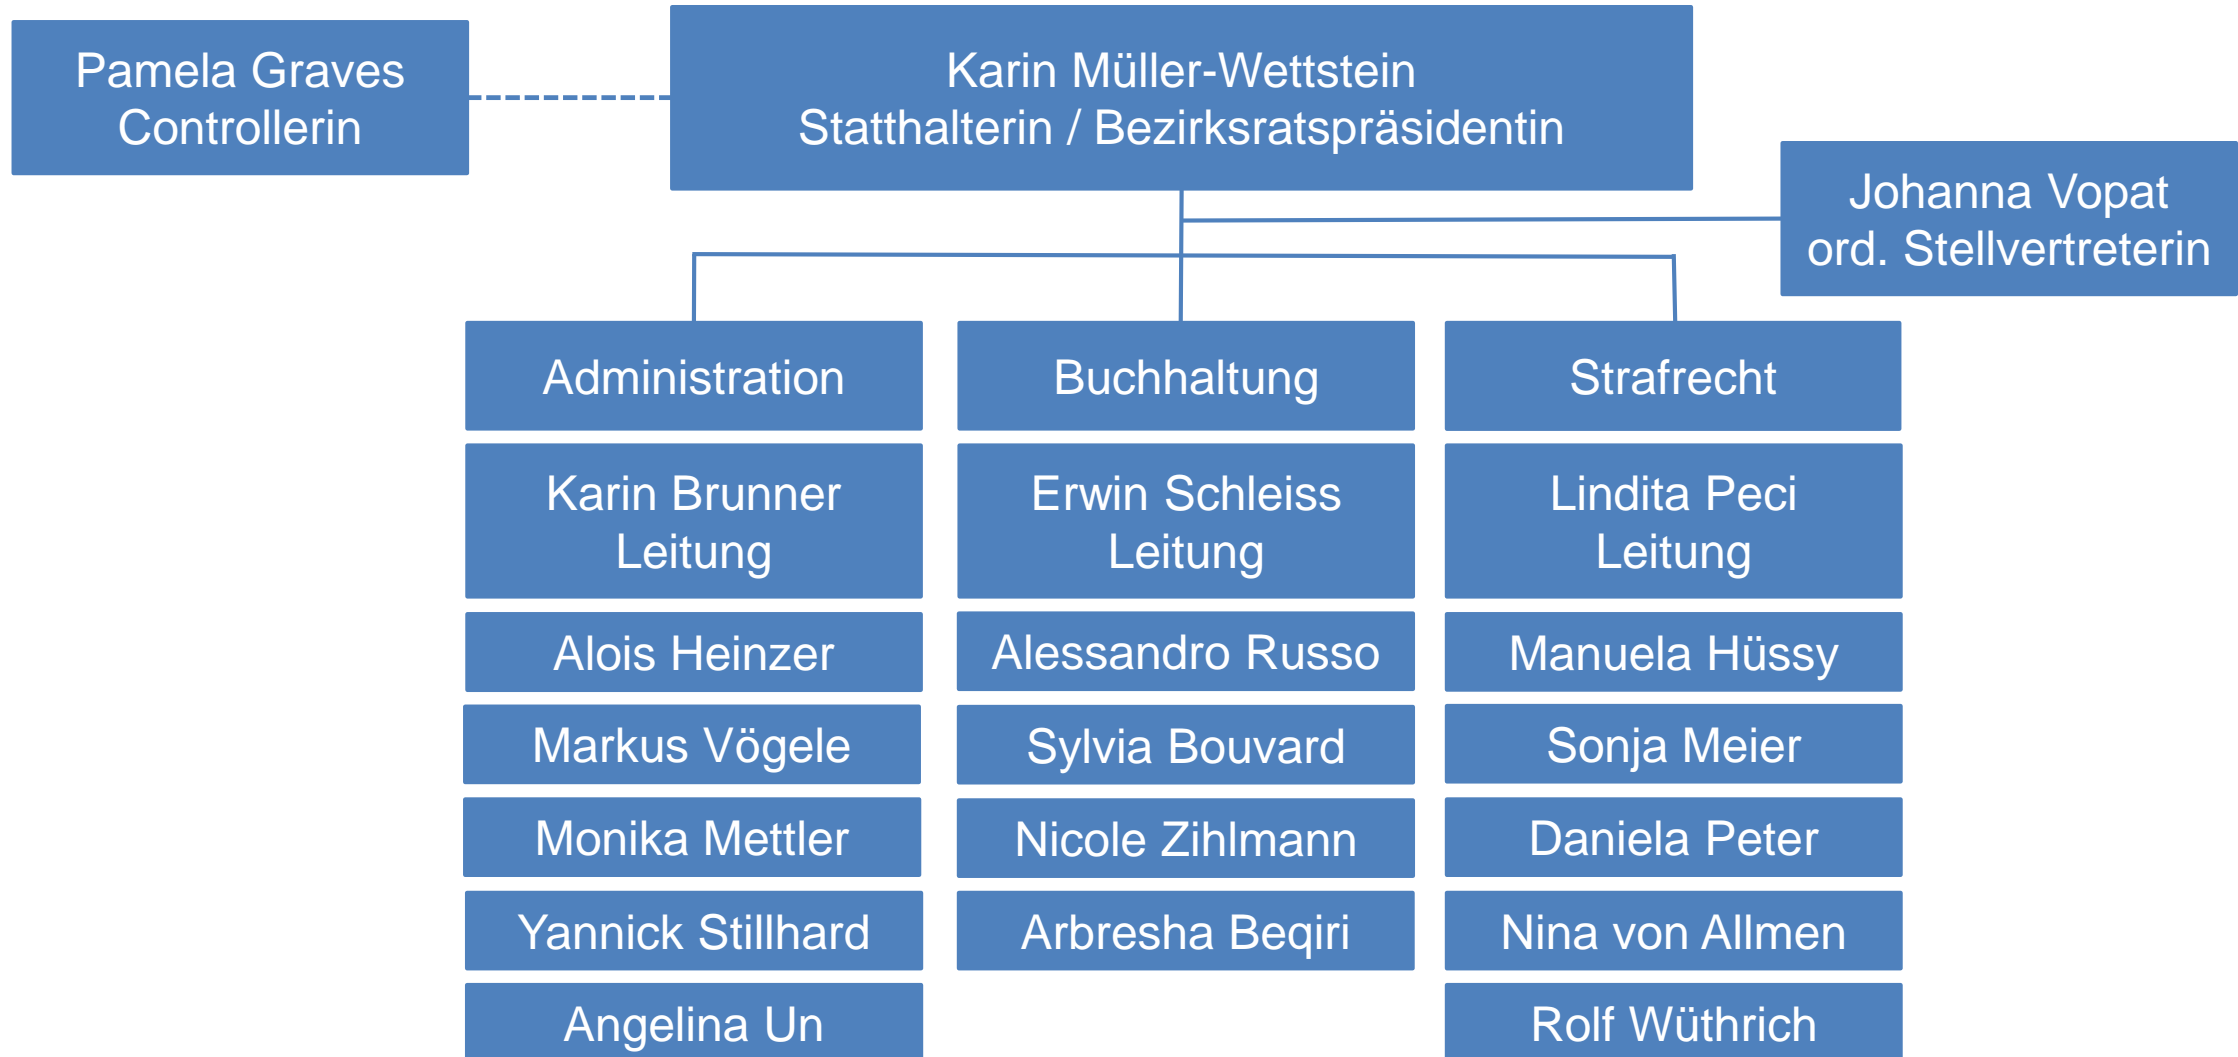 Pamela Graves
Controllerin
Karin Müller-Wettstein
Statthalterin / Bezirksratspräsidentin
Johanna Vopat
ord. Stellvertreterin
Administration
Karin Brunner
Leitung
Alois Heinzer
Markus Vögele
Monika Mettler
Yannick Stillhard
Angelina Un
Buchhaltung
Erwin Schleiss
Leitung
Alessandro Russo
Sylvia Bouvard
Nicole Zihlmann
Arbresha Beqiri
Strafrecht
Lindita Peci
Leitung
Manuela Hüssy
Sonja Meier
Daniela Peter
Nina von Allmen
Rolf Wüthrich